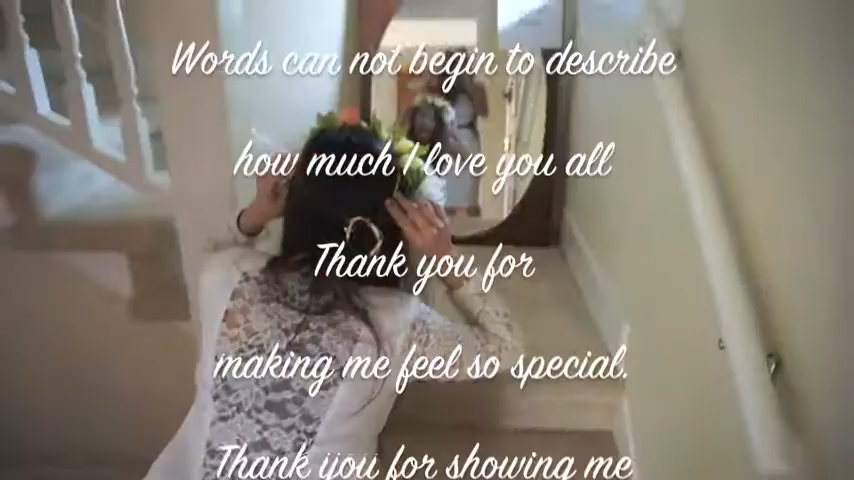 Words can not begin to describe
how much I love you all
Thank you for
making me feel so special.
Thank you for showing me